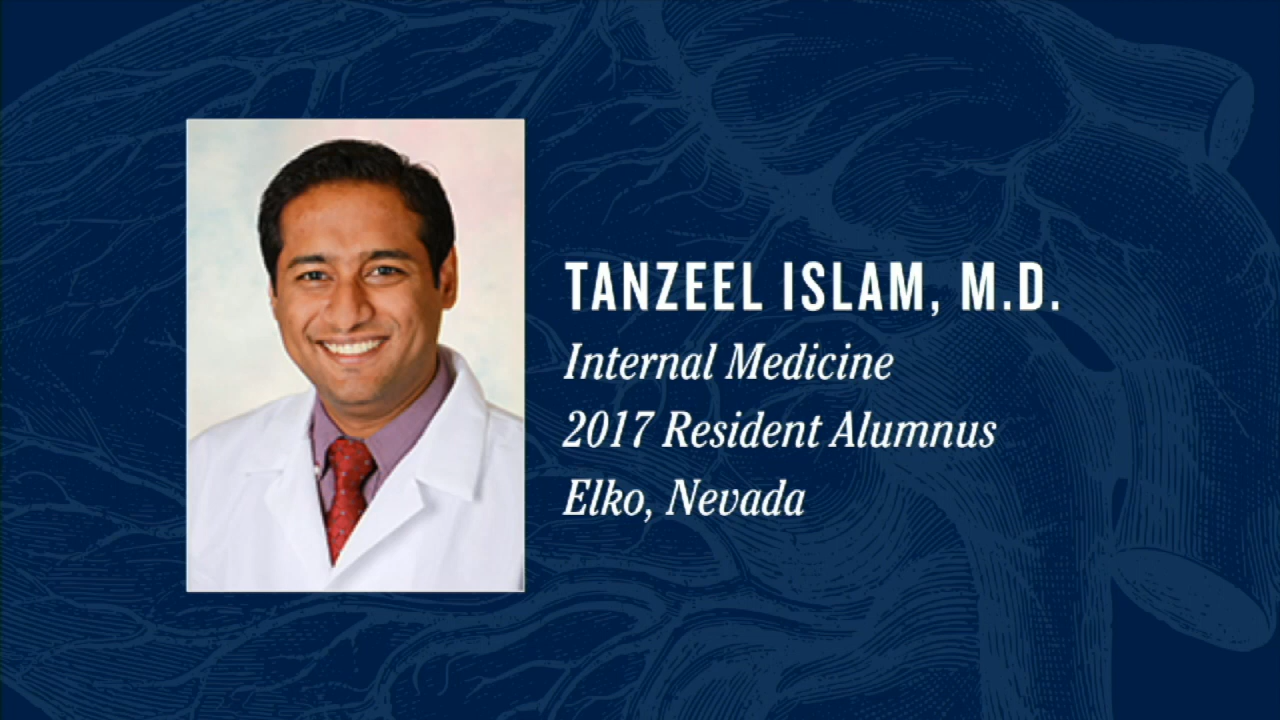 TANZEEL ISLAM, M.D.
Internal Medicine
2017 Resident Alumnus
Elko, Nevada